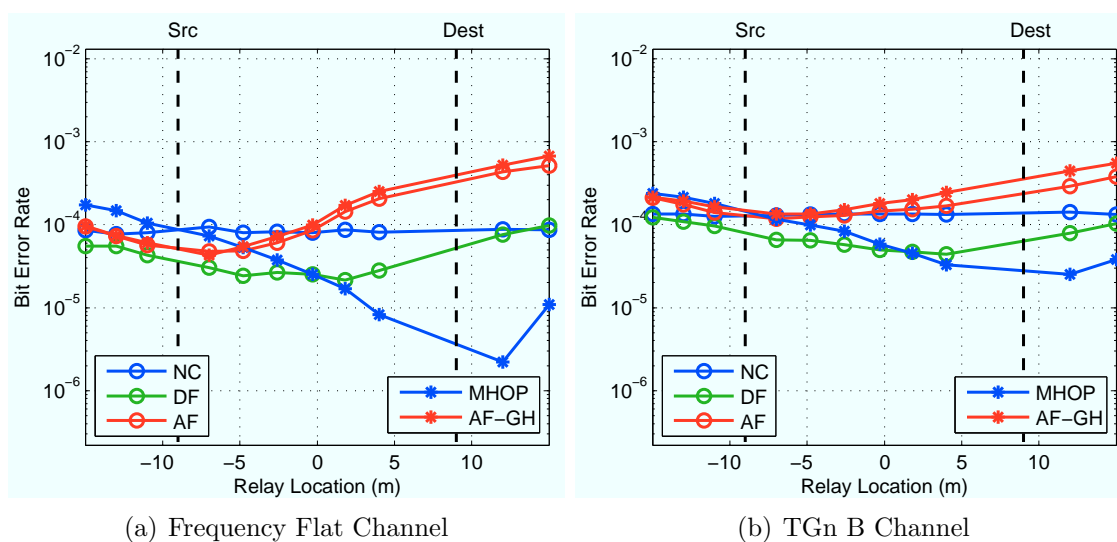 Src Dest
10^−2
10^−3
10^−4
10^−5
10^−6
Bit Error Rate
NC
DF
AF
MHOP
AF−GH
−10 −5 0 5 10
Relay Location (m)
(a) Frequency Flat Channel
Src Dest
10^−2
10^−3
10^−4
10^−5
10^−6
Bit Error Rate
NC
DF
AF
MHOP
AF−GH
−10 −5 0 5 10
Relay Location (m)
(b) TGn B Channel